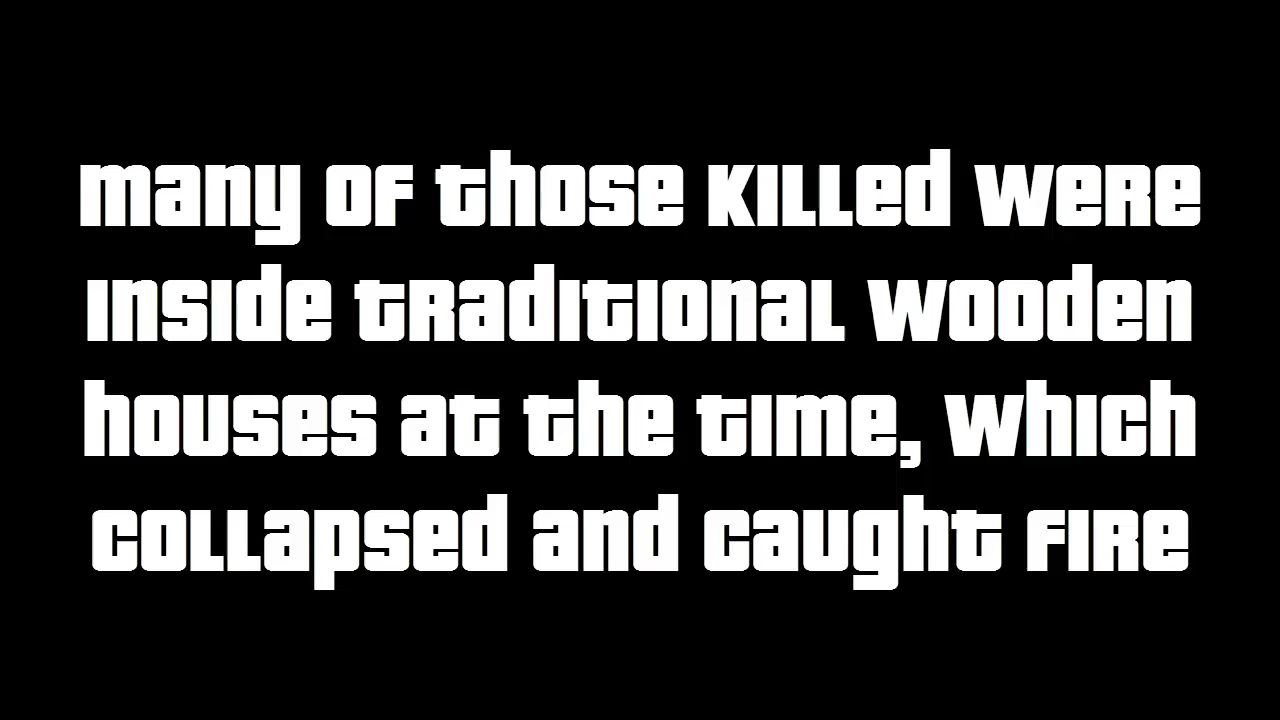 many of those killed were
inside traditional wooden
houses at the time, which
collapsed and caught fire